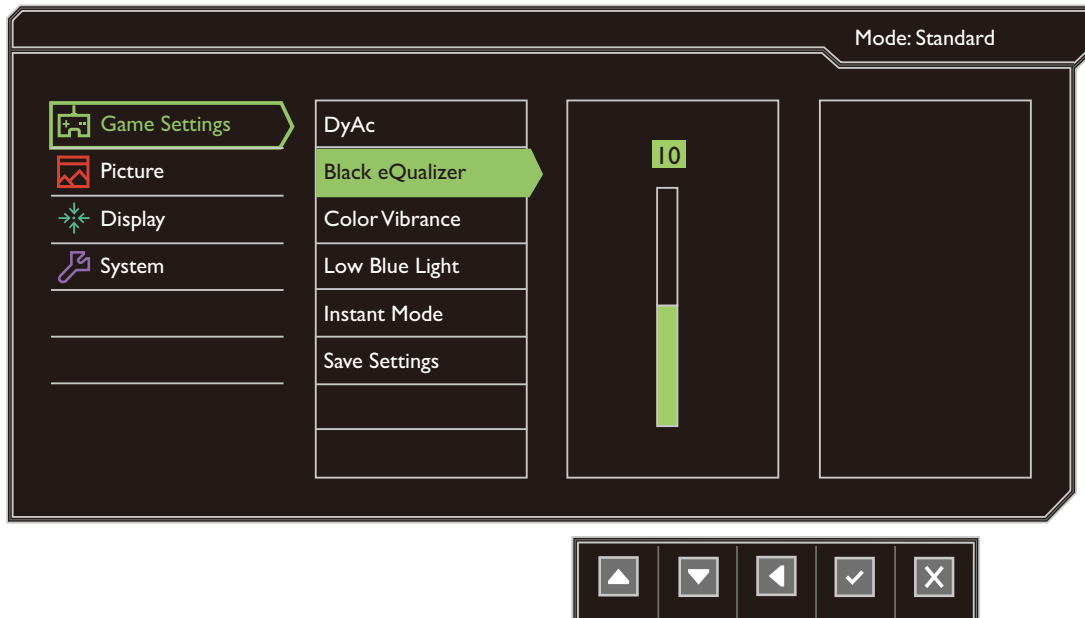 Mode: Standard
Game Settings
Picture
Display
System
DyAc
Black eQualizer
Color Vibrance
Low Blue Light
Instant Mode
Save Settings
10